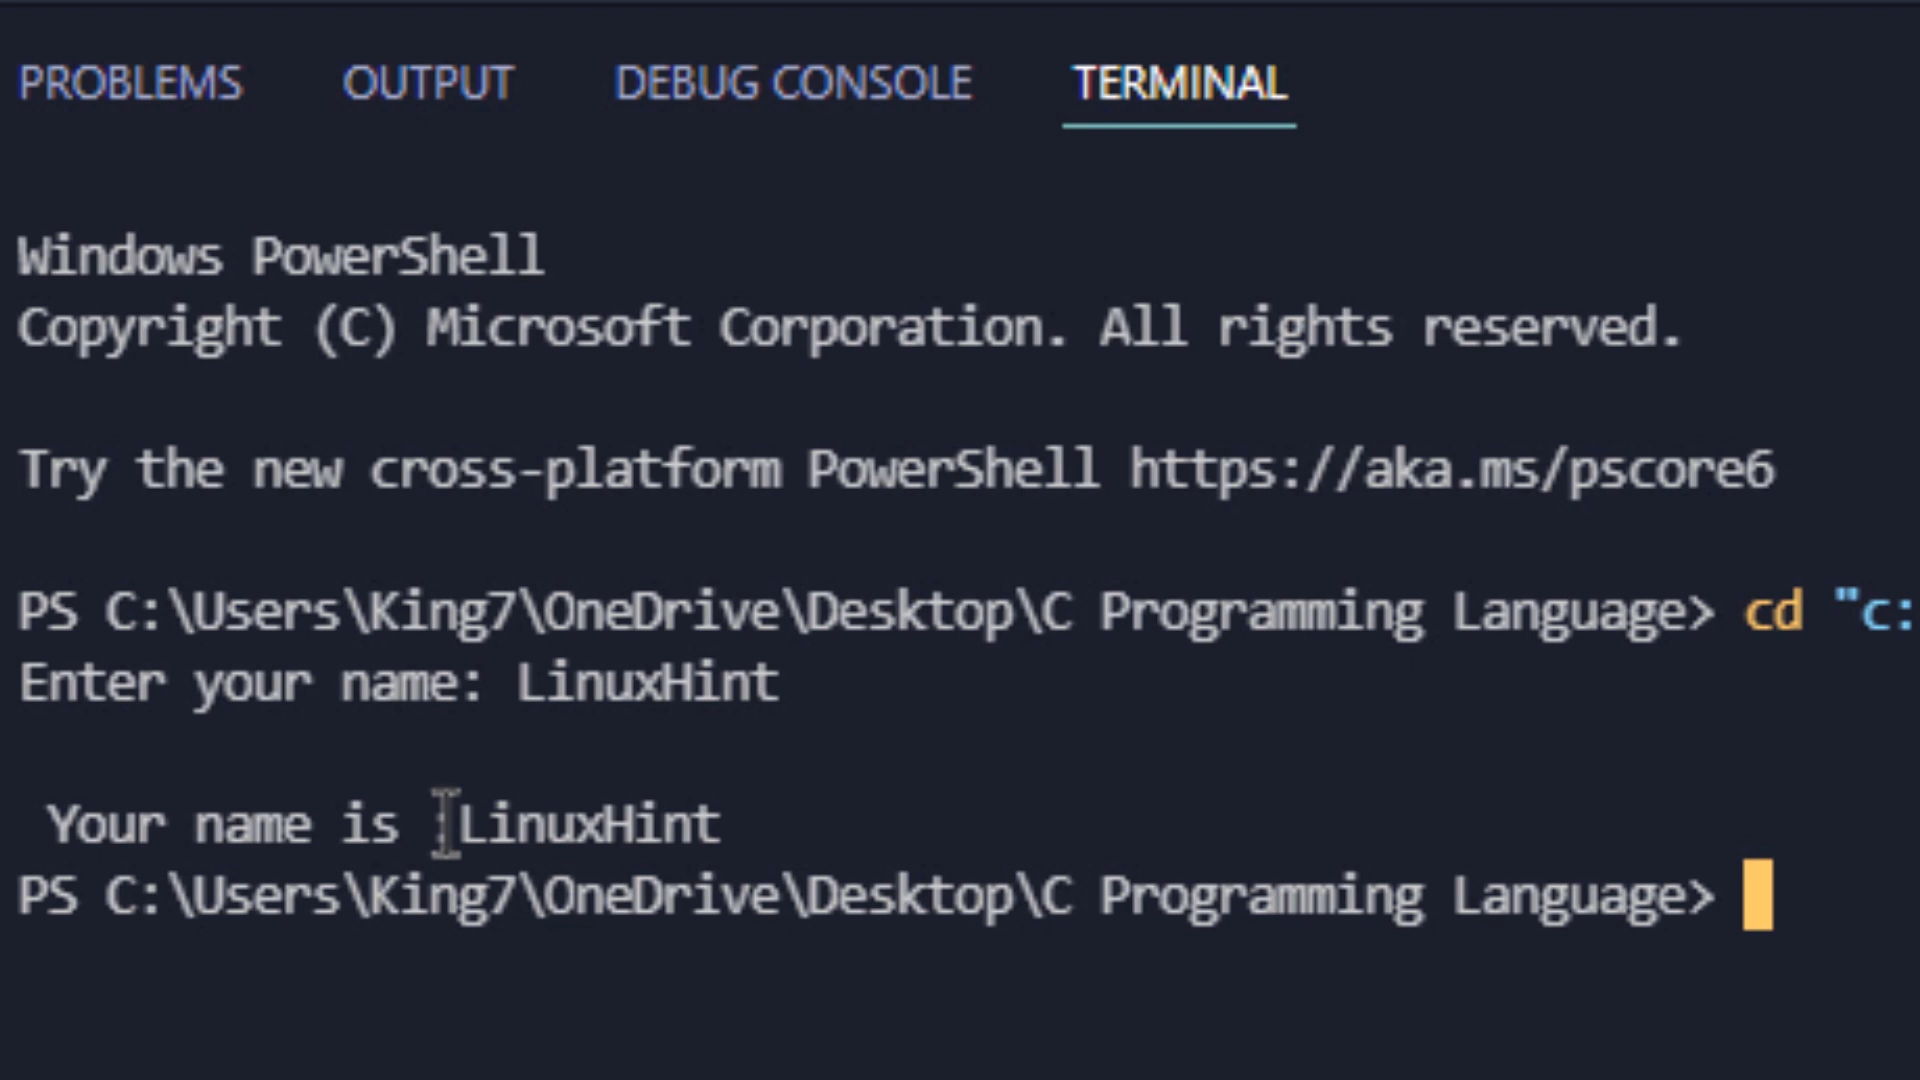 PROBLEMS OUTPUT DEBUG CONSOLE TERMINAL
Windows PowerShell
Copyright (C) Microsoft Corporation. All rights reserved.
Try the new cross-platform PowerShell https://aka.ms/pscore6
PS C:\Users\King7\OneDrive\Desktop\C Programming Language> cd "c:
Enter your name: LinuxHint
Your name is :LinuxHint
PS C:\Users\King7\OneDrive\Desktop\C Programming Language>